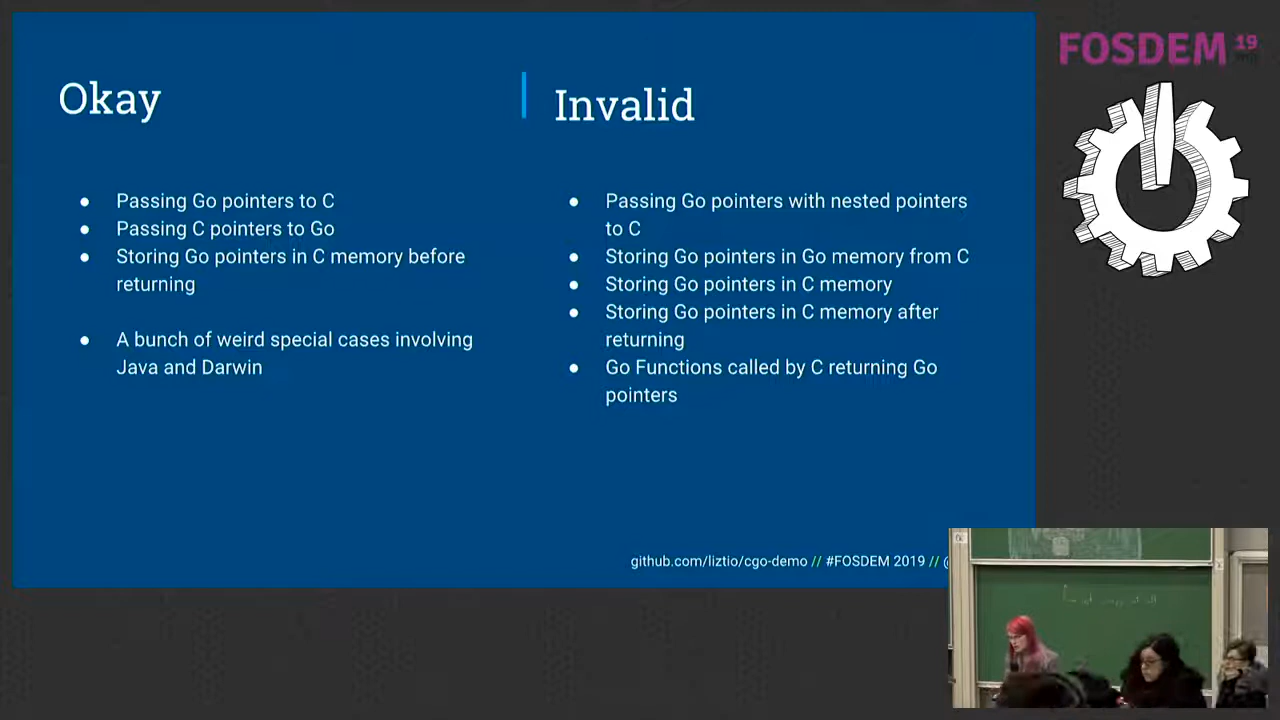 Okay
Passing Go pointers to C
Passing C pointers to Go
Storing Go pointers in C memory before
returning
A bunch of weird special cases involving
Java and Darwin
Invalid
Passing Go pointers with nested pointers
to C
Storing Go pointers in Go memory from C
Storing Go pointers in C memory
Storing Go pointers in C memory after
returning
Go Functions called by C returning Go
pointers
github.com/liztio/cgo-demo // #FOSDEM 2019 // @
FOSDEM 19